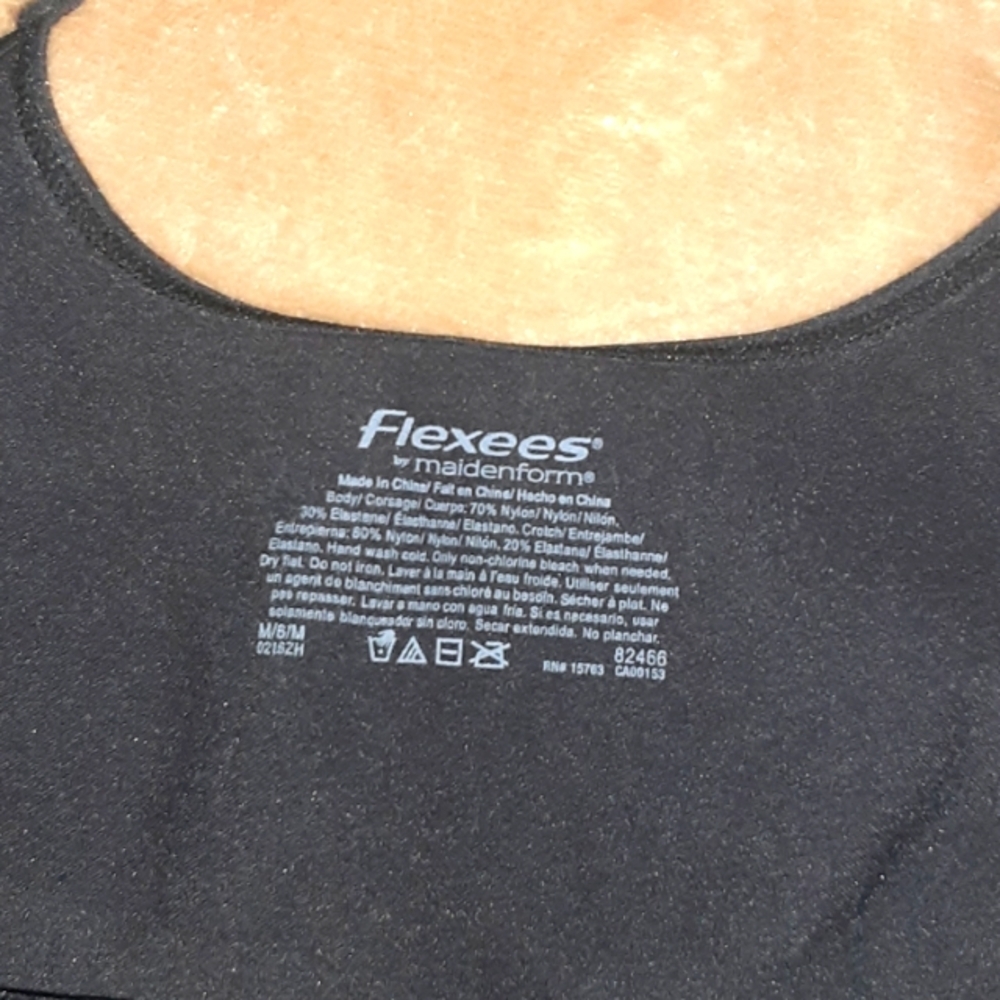 Flexees®
by maidenform®
Made in China/ Fait en Chine/ Hecho en China
Body/ Corsage/ Cuerpo: 70% Nylon/ Nylon/ Nilón,
30% Elastane/ Élasthanne/ Elastano. Crotch/ Entrejambe/
Entrepierna: 80% Nylon/ Nylon/ Nilón, 20% Elastane/ Élasthanne/
Elastano. Hand wash cold. Only non-chlorine bleach when needed.
Dry flat. Do not iron. Laver à la main à l'eau froide. Utiliser seulement
un agent de blanchiment sans chlore au besoin. Sécher à plat. Ne
pas repasser. Lavar a mano con agua fría. Si es necesario, usar
solamente blanqueador sin cloro. Secar extendida. No planchar.
M/6/M
0216ZH
82466
RN# 15763 CA00153